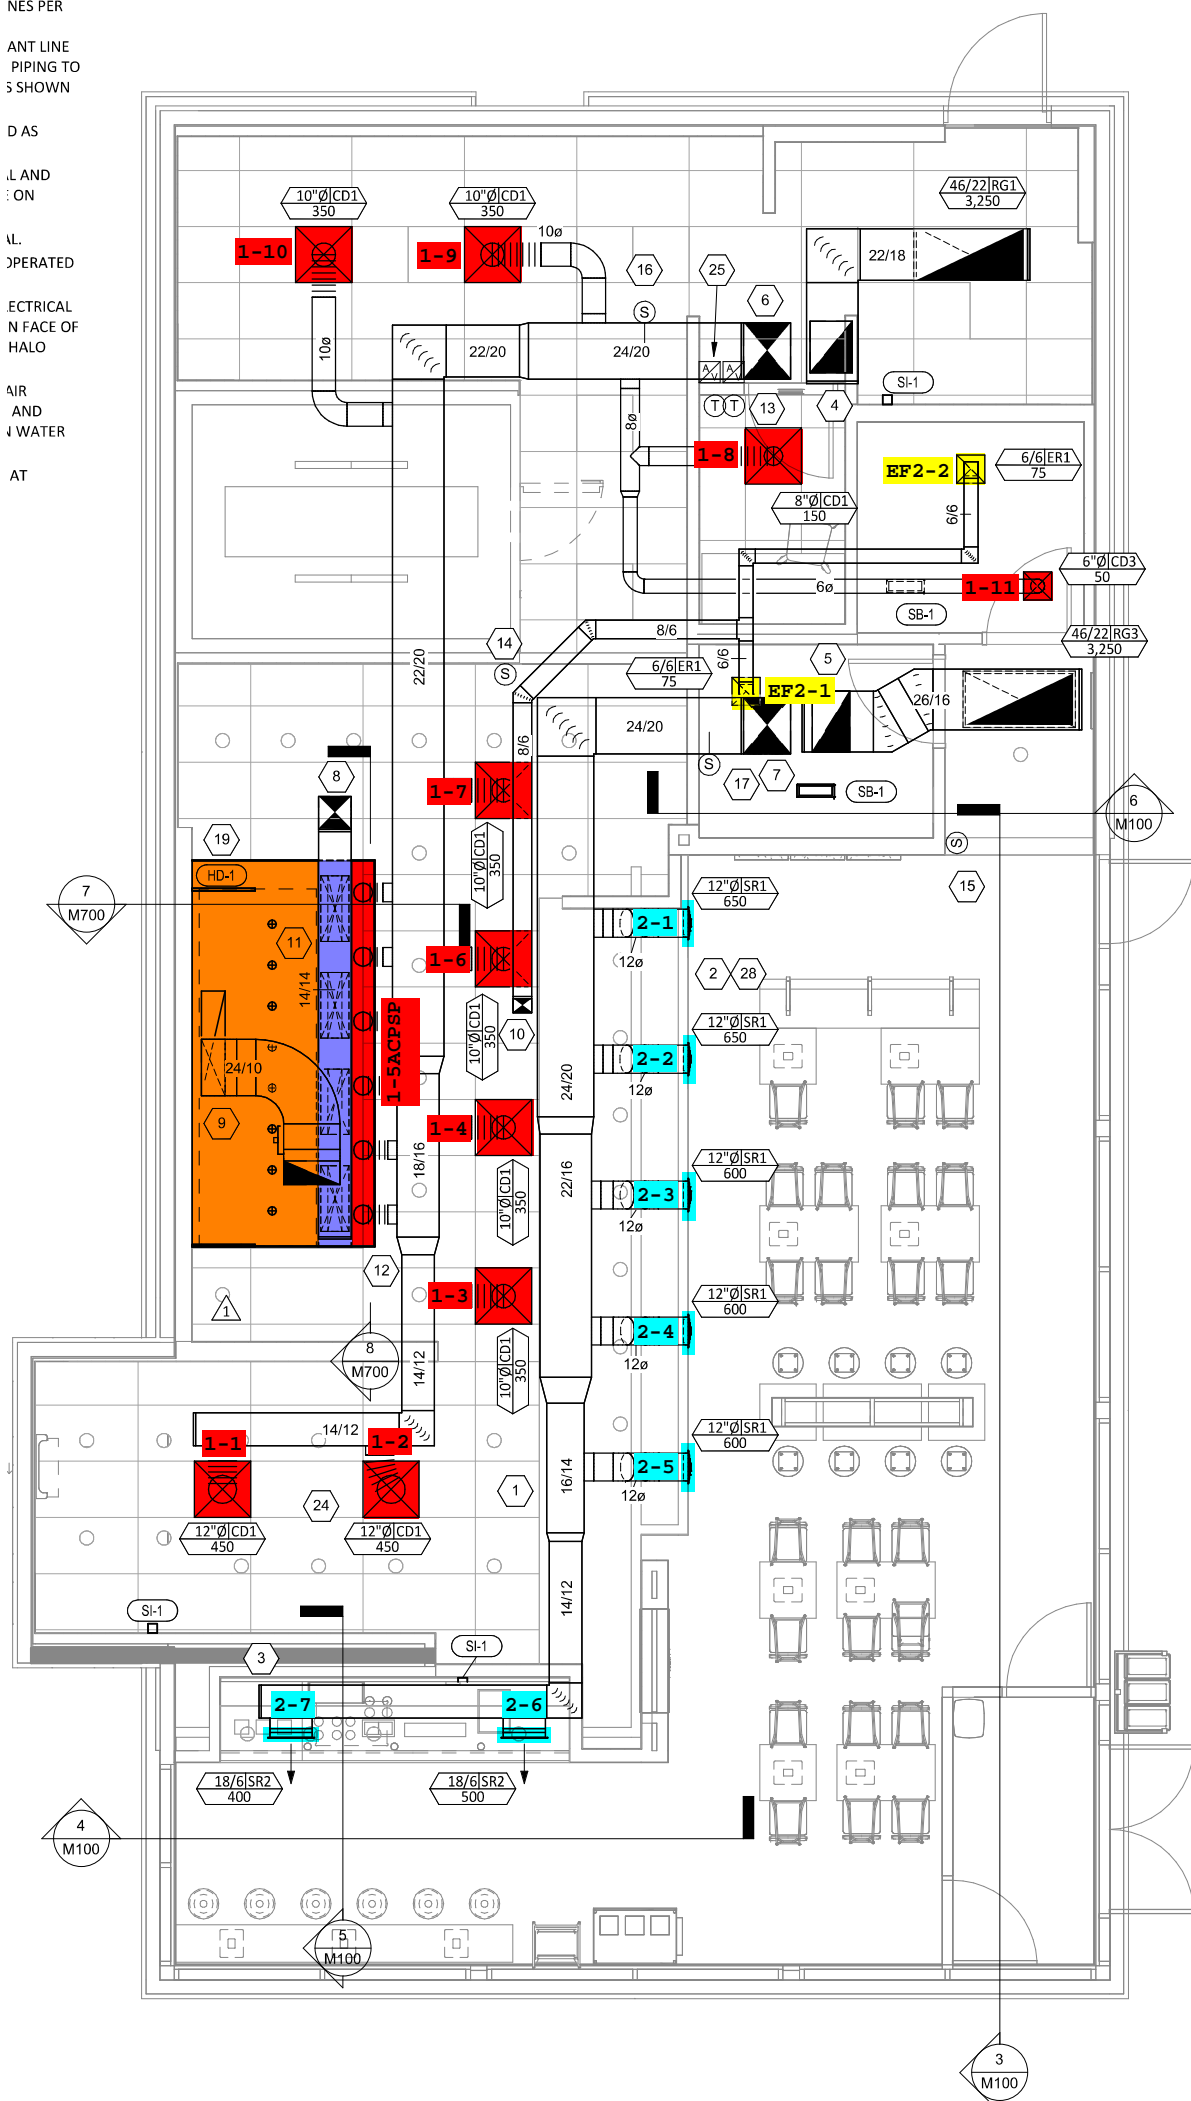 NES PER
ANT LINE
PIPING TO
S SHOWN
D AS
AL AND
E ON
AL.
OPERATED
LECTRICAL
N FACE OF
HALO
AIR
AND
N WATER
AT
10"Ø CD1
350
10"Ø CD1
350
46/22 RG1
3,250
1-10
1-9
10ø
16
25
6
22/18
S
10ø
22/20
24/20
A/V
A/V
SI-1
T
T
13
4
8ø
1-8
EF2-2
6/6 ER1
75
8"Ø CD1
150
6/6
6"Ø CD3
50
6ø
1-11
SB-1
8/6
14
46/22 RG3
3,250
22/20
S
6/6 ER1
75
6/6
5
EF2-1
26/16
24/20
8/6
S
17
7
SB-1
8
1-7
6
M100
19
10"Ø CD1
350
S
HD-1
7
M700
12"Ø SR1
650
15
2-1
11
1-6
12ø
14/14
2
28
10"Ø CD1
350
10
1-5ACPSP
12"Ø SR1
650
2-2
24/10
12ø
24/20
9
1-4
18/16
22/16
12"Ø SR1
600
2-3
10"Ø CD1
350
12ø
12
1-3
1
12"Ø SR1
600
2-4
8
M700
14/12
10"Ø CD1
350
12ø
14/12
1-1
1-2
12"Ø SR1
600
2-5
16/14
12ø
24
1
12"Ø CD1
450
12"Ø CD1
450
14/12
SI-1
3
SI-1
2-7
2-6
18/6 SR2
400
18/6 SR2
500
4
M100
5
M100
3
M100